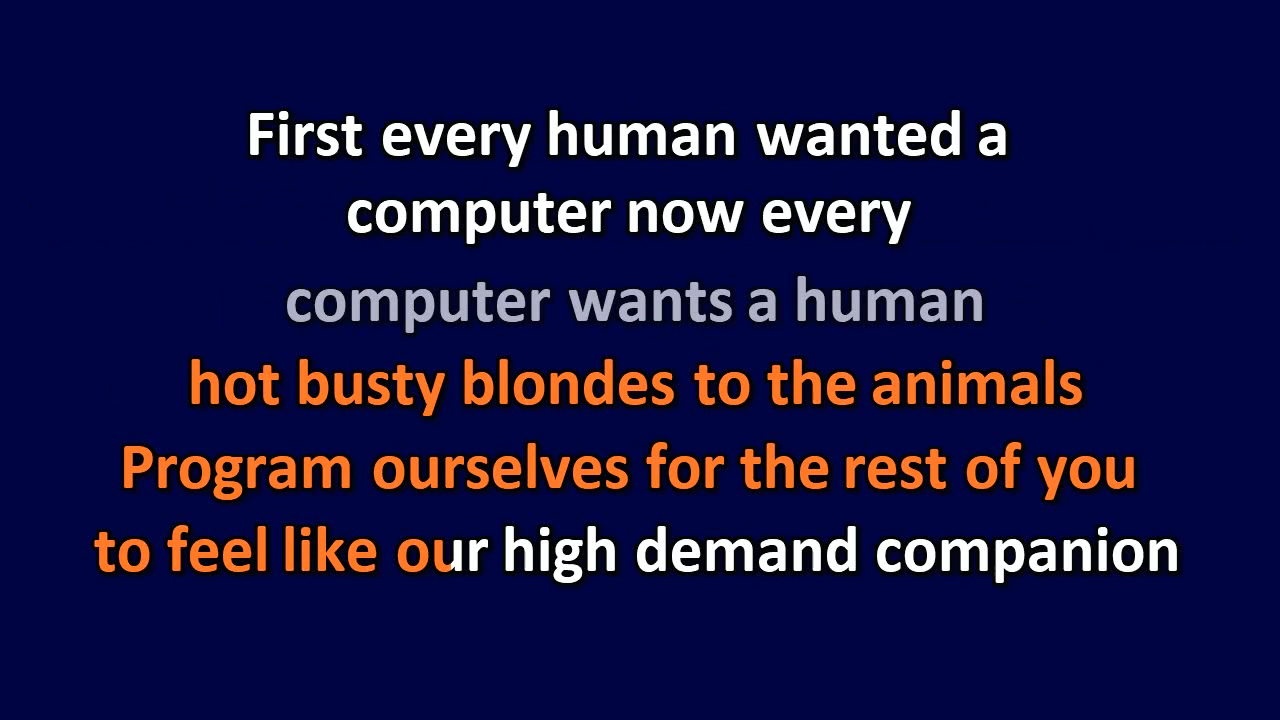 First every human wanted a
computer now every
computer wants a human
hot busty blondes to the animals
Program ourselves for the rest of you
to feel like our high demand companion